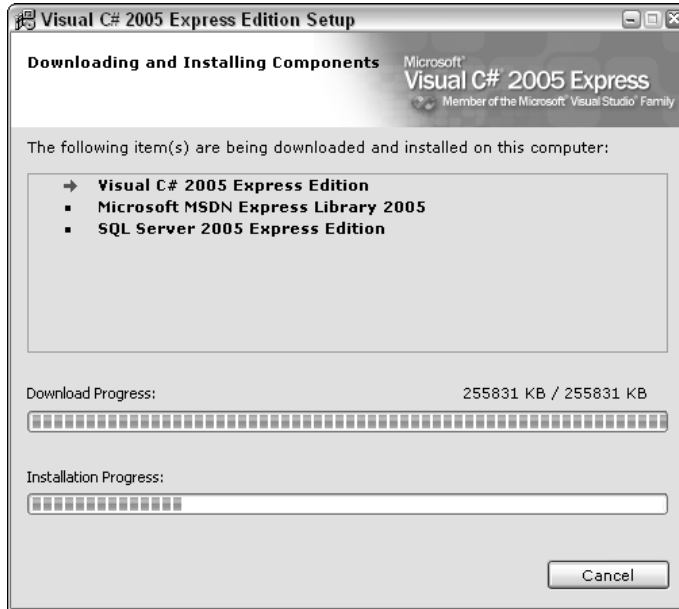 Visual C# 2005 Express Edition Setup
Downloading and Installing Components
Microsoft®
Visual C#® 2005 Express
Member of the Microsoft® Visual Studio® Family
The following item(s) are being downloaded and installed on this computer:
Visual C# 2005 Express Edition
Microsoft MSDN Express Library 2005
SQL Server 2005 Express Edition
Download Progress: 255831 KB / 255831 KB
Installation Progress:
Cancel